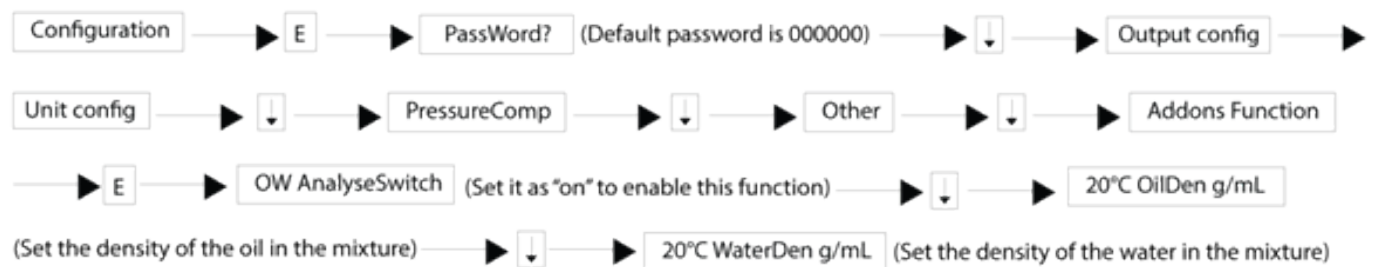 Configuration E PassWord? (Default password is 000000) ↓ Output config
Unit config ↓ PressureComp ↓ Other ↓ Addons Function
E OW AnalyseSwitch (Set it as "on" to enable this function) ↓ 20°C OilDen g/mL
(Set the density of the oil in the mixture) ↓ 20°C WaterDen g/mL (Set the density of the water in the mixture)